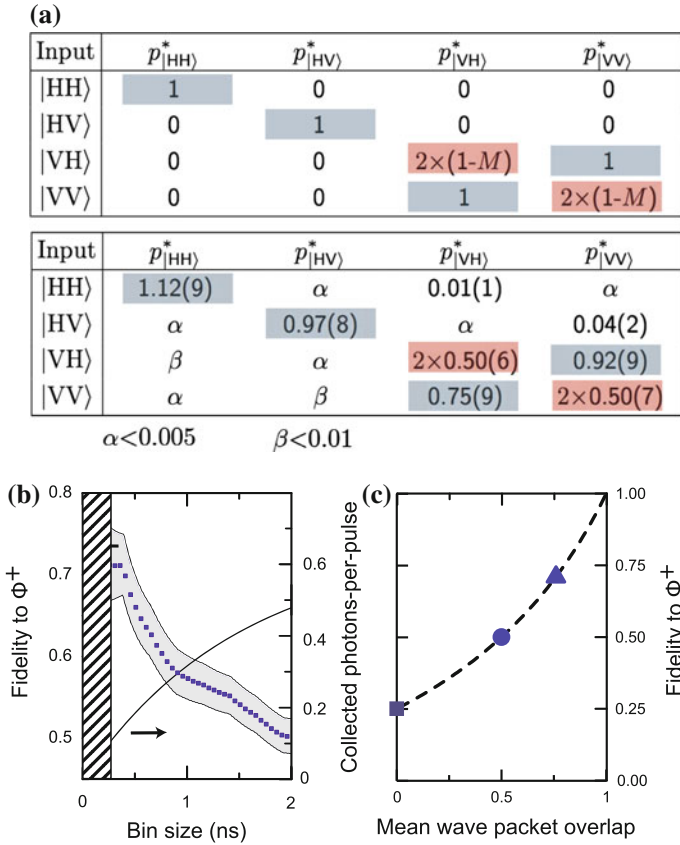 (a)
Input p*|HH⟩ p*|HV⟩ p*|VH⟩ p*|VV⟩
|HH⟩ 1 0 0 0
|HV⟩ 0 1 0 0
|VH⟩ 0 0 2×(1-M) 1
|VV⟩ 0 0 1 2×(1-M)
Input p*|HH⟩ p*|HV⟩ p*|VH⟩ p*|VV⟩
|HH⟩ 1.12(9) α 0.01(1) α
|HV⟩ α 0.97(8) α 0.04(2)
|VH⟩ β α 2×0.50(6) 0.92(9)
|VV⟩ α β 0.75(9) 2×0.50(7)
α<0.005 β<0.01
(b)
0.8
0.7
0.6
0.5
Fidelity to Φ+
0.6
0.4
0.2
0
Collected photons-per-pulse
0 1 2
Bin size (ns)
(c)
1.00
0.75
0.50
0.25
0.00
Fidelity to Φ+
0 0.5 1
Mean wave packet overlap